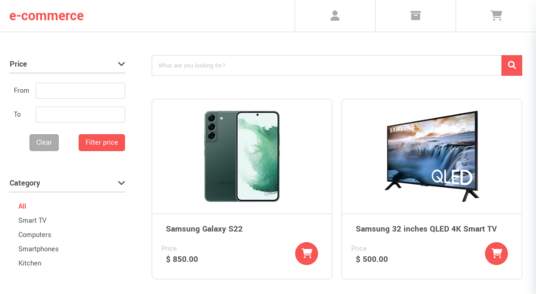 e-commerce
Price
From
To
Clear
Filter price
Category
All
Smart TV
Computers
Smartphones
Kitchen
What are you looking for?
Samsung Galaxy S22
Price
$ 850.00
SAMSUNG
QLED
Samsung 32 inches QLED 4K Smart TV
Price
$ 500.00